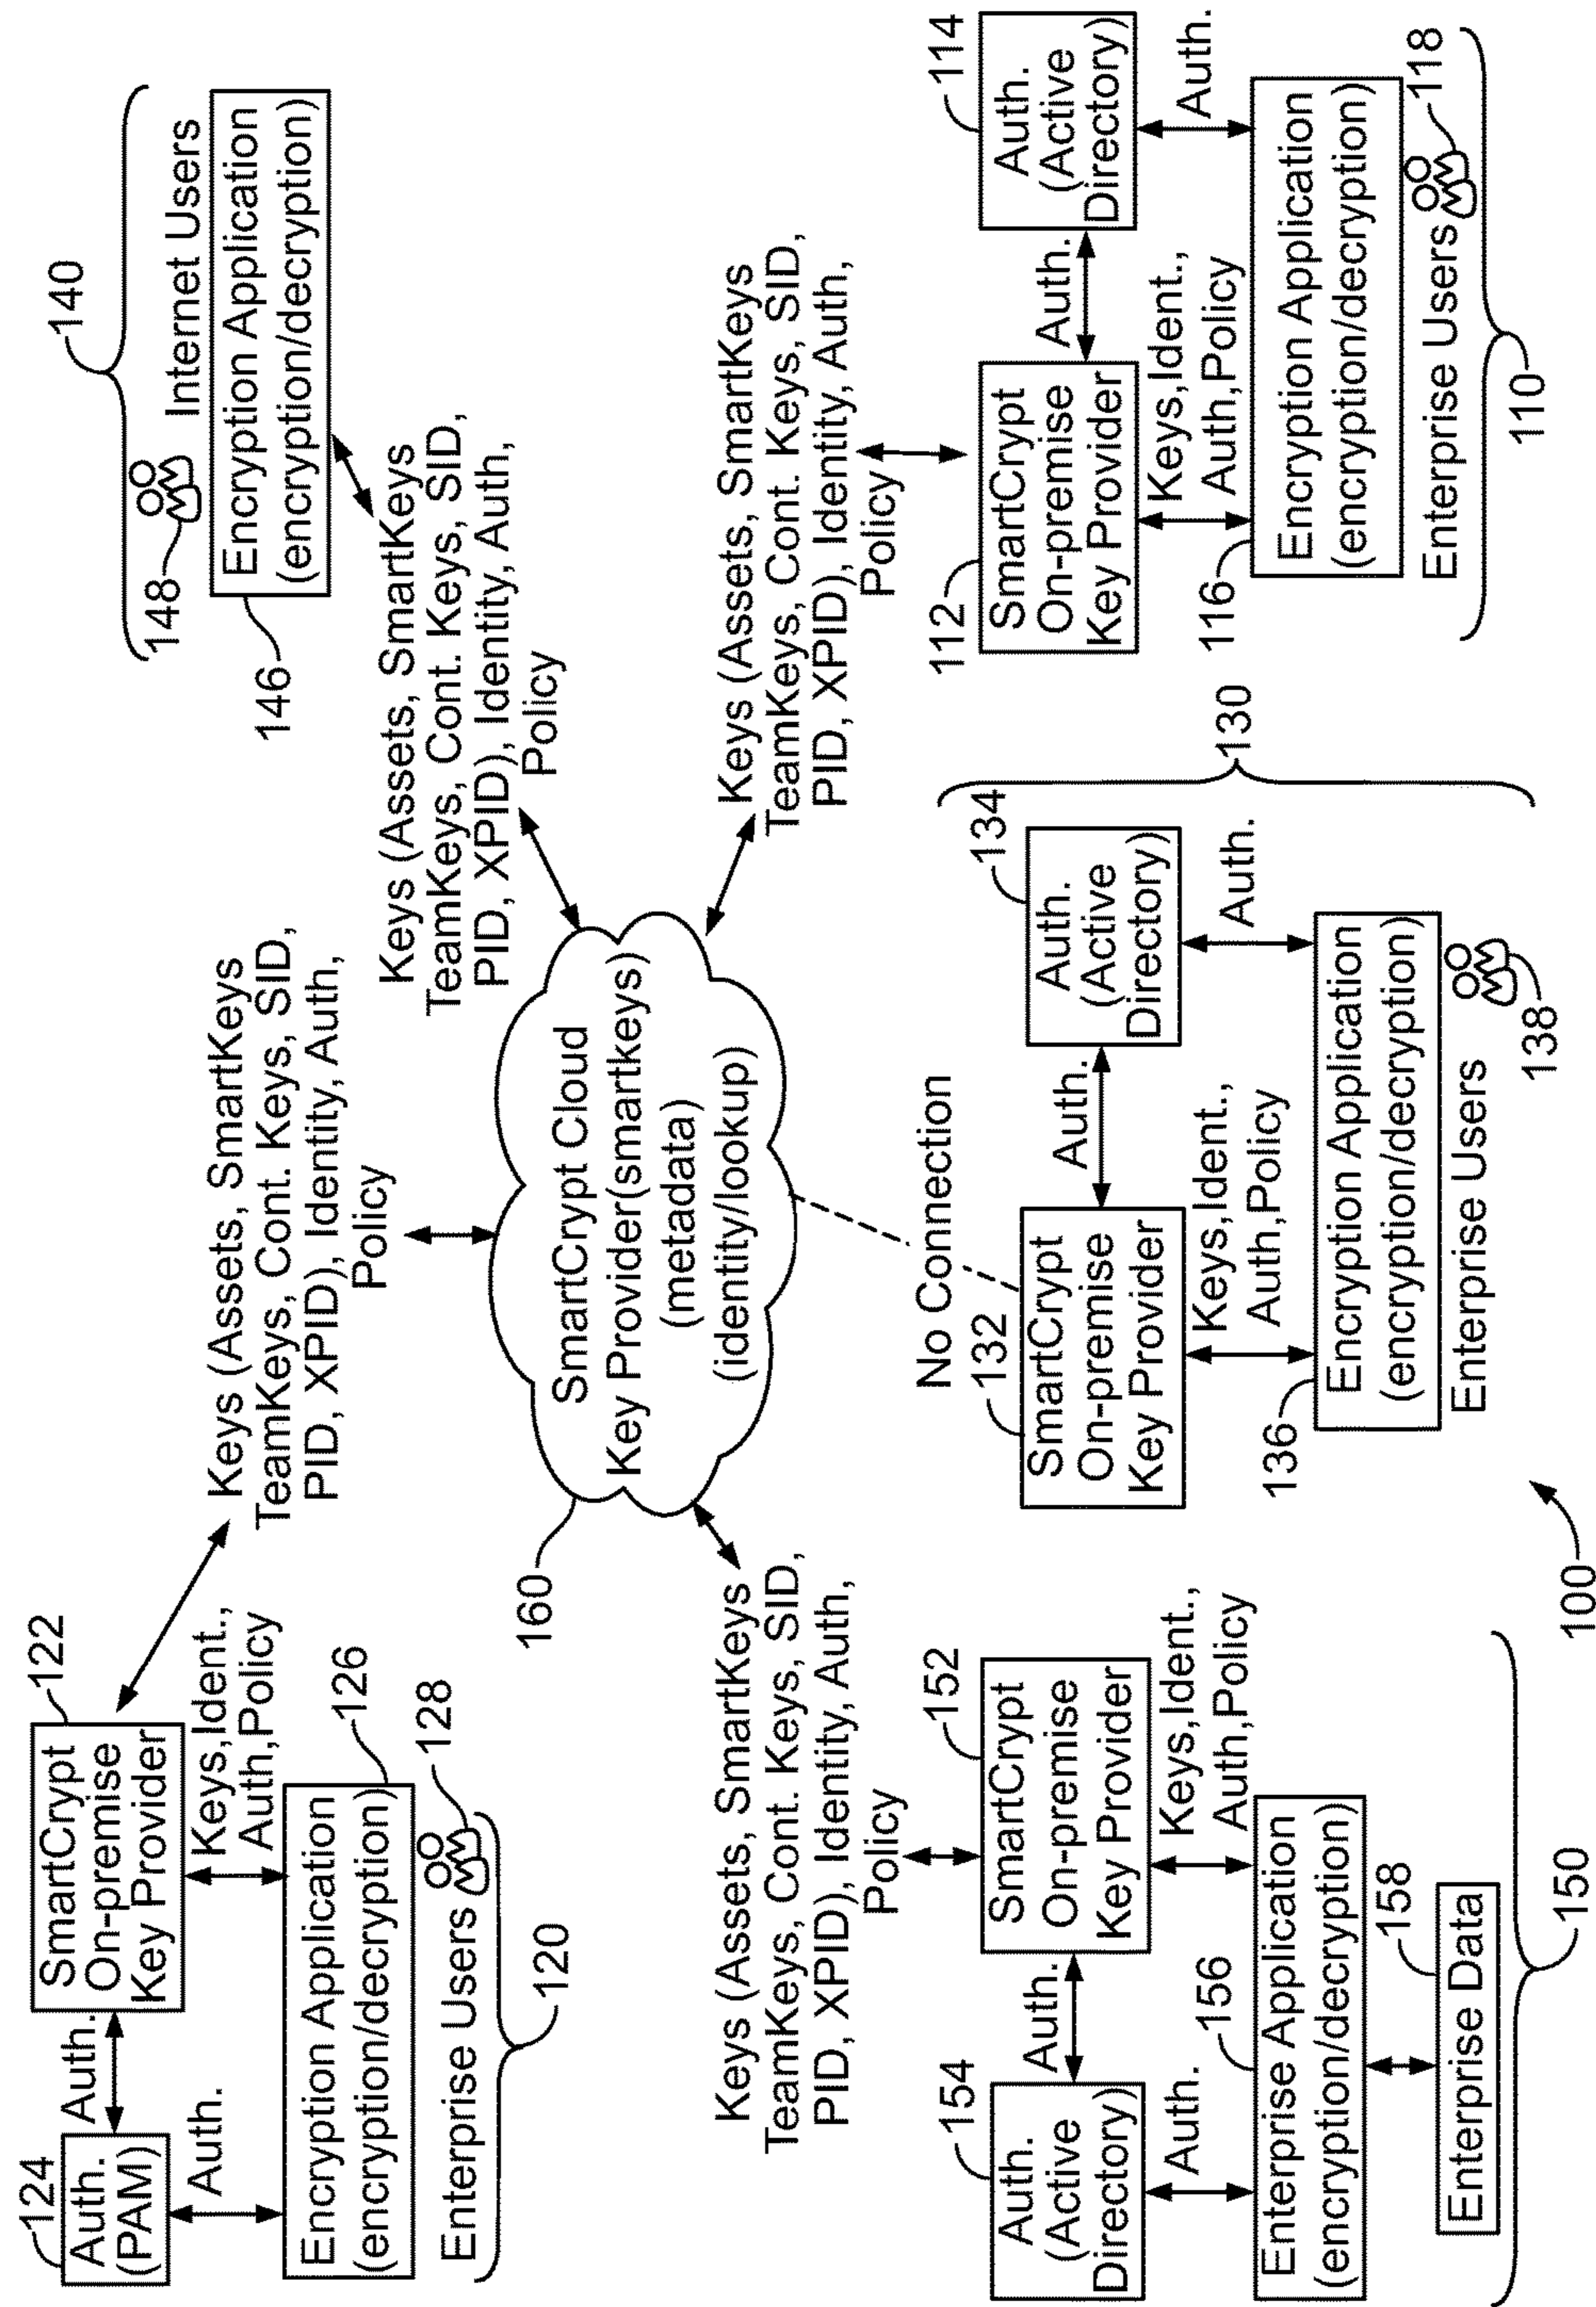 124
Auth.
(PAM)
Auth.
Auth.
122
SmartCrypt
On-premise
Key Provider
Keys,Ident.,
Auth,Policy
126
Encryption Application
(encryption/decryption)
128
Enterprise Users
120
Keys (Assets, SmartKeys
TeamKeys, Cont. Keys, SID,
PID, XPID), Identity, Auth,
Policy
140
148
Internet Users
Encryption Application
(encryption/decryption)
146
Keys (Assets, SmartKeys
TeamKeys, Cont. Keys, SID,
PID, XPID), Identity, Auth,
Policy
160
SmartCrypt Cloud
Key Provider(smartkeys)
(metadata)
(identity/lookup)
Keys (Assets, SmartKeys
TeamKeys, Cont. Keys, SID,
PID, XPID), Identity, Auth,
Policy
154
Auth.
(Active
Directory)
Auth.
Auth.
152
SmartCrypt
On-premise
Key Provider
Keys,Ident.,
Auth,Policy
156
Enterprise Application
(encryption/decryption)
158
Enterprise Data
150
No Connection
132
SmartCrypt
On-premise
Key Provider
Auth.
134
Auth.
(Active
Directory)
Keys,Ident.,
Auth,Policy
Auth.
136
Encryption Application
(encryption/decryption)
Enterprise Users
138
130
Keys (Assets, SmartKeys
TeamKeys, Cont. Keys, SID,
PID, XPID), Identity, Auth,
Policy
112
SmartCrypt
On-premise
Key Provider
Auth.
114
Auth.
(Active
Directory)
Keys,Ident.,
Auth,Policy
Auth.
116
Encryption Application
(encryption/decryption)
Enterprise Users
118
110
100